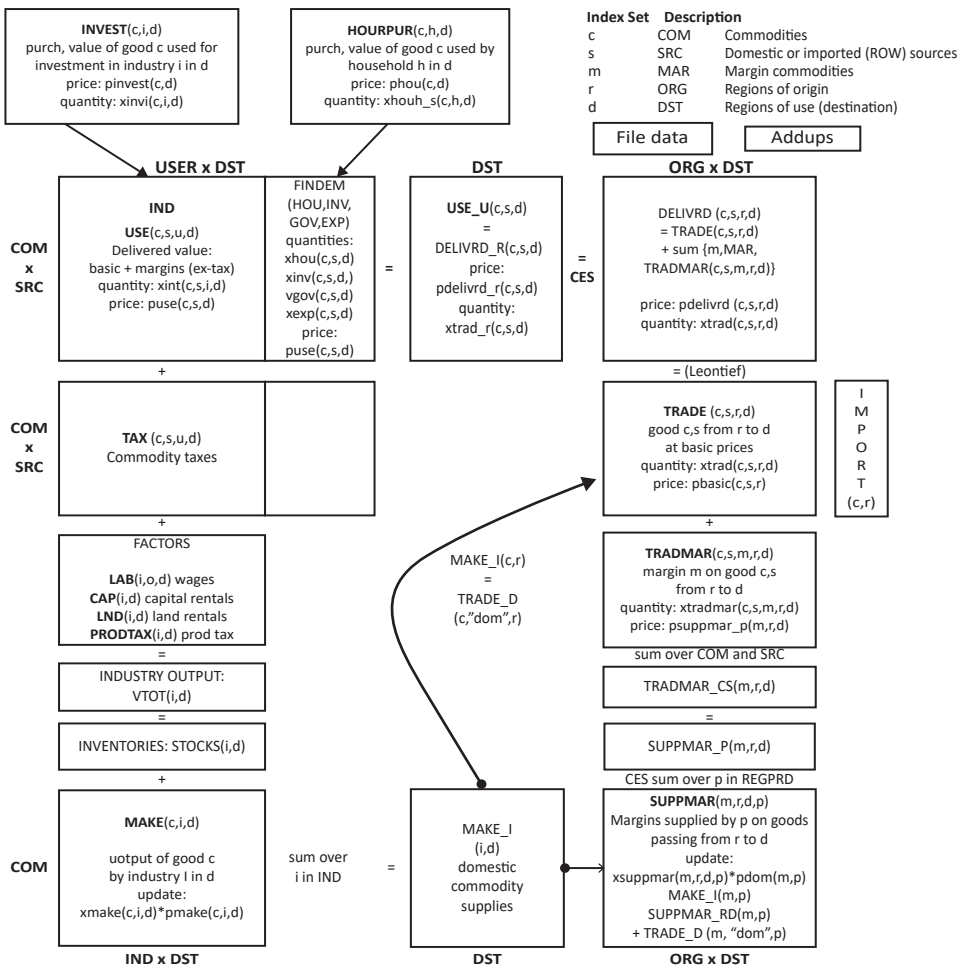 INVEST(c,i,d)
purch, value of good c used for
investment in industry i in d
price: pinvest(c,d)
quantity: xinvi(c,i,d)
HOURPUR(c,h,d)
purch, value of good c used by
household h in d
price: phou(c,d)
quantity: xhouh_s(c,h,d)
Index Set Description
c COM Commodities
s SRC Domestic or imported (ROW) sources
m MAR Margin commodities
r ORG Regions of origin
d DST Regions of use (destination)
File data
Addups
USER x DST
DST
ORG x DST
COM
x
SRC
IND
USE(c,s,u,d)
Delivered value:
basic + margins (ex-tax)
quantity: xint(c,s,i,d)
price: puse(c,s,d)
FINDEM
(HOU,INV,
GOV,EXP)
quantities:
xhou(c,s,d)
xinv(c,s,d,)
vgov(c,s,d)
xexp(c,s,d)
price:
puse(c,s,d)
=
USE_U(c,s,d)
=
DELIVRD_R(c,s,d)
price:
pdelivrd_r(c,s,d)
quantity:
xtrad_r(c,s,d)
=
CES
DELIVRD (c,s,r,d)
= TRADE(c,s,r,d)
+ sum {m,MAR,
TRADMAR(c,s,m,r,d)}
price: pdelivrd (c,s,r,d)
quantity: xtrad(c,s,r,d)
+
= (Leontief)
COM
x
SRC
TAX (c,s,u,d)
Commodity taxes
TRADE (c,s,r,d)
good c,s from r to d
at basic prices
quantity: xtrad(c,s,r,d)
price: pbasic(c,s,r)
I
M
P
O
R
T
(c,r)
+
+
FACTORS
LAB(i,o,d) wages
CAP(i,d) capital rentals
LND(i,d) land rentals
PRODTAX(i,d) prod tax
MAKE_I(c,r)
=
TRADE_D
(c,"dom",r)
TRADMAR(c,s,m,r,d)
margin m on good c,s
from r to d
quantity: xtradmar(c,s,m,r,d)
price: psuppmar_p(m,r,d)
=
sum over COM and SRC
INDUSTRY OUTPUT:
VTOT(i,d)
TRADMAR_CS(m,r,d)
=
=
INVENTORIES: STOCKS(i,d)
SUPPMAR_P(m,r,d)
+
CES sum over p in REGPRD
COM
MAKE(c,i,d)
uotput of good c
by industry I in d
update:
xmake(c,i,d)*pmake(c,i,d)
sum over
i in IND
=
MAKE_I
(i,d)
domestic
commodity
supplies
SUPPMAR(m,r,d,p)
Margins supplied by p on goods
passing from r to d
update:
xsuppmar(m,r,d,p)*pdom(m,p)
MAKE_I(m,p)
SUPPMAR_RD(m,p)
+ TRADE_D (m, “dom”,p)
IND x DST
DST
ORG x DST